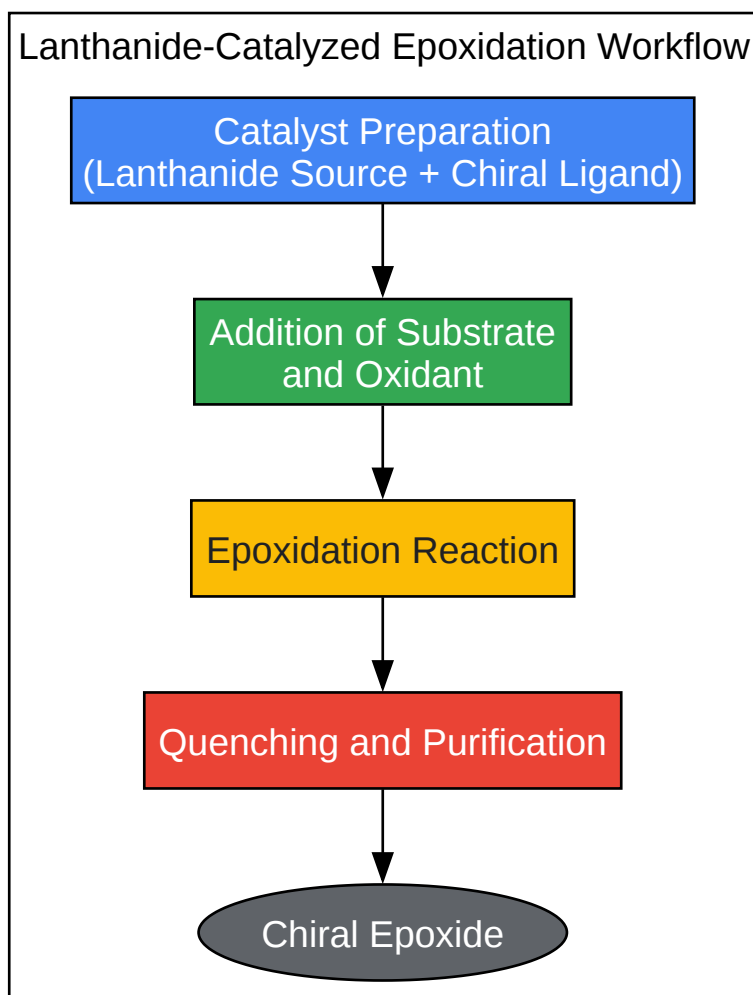 Lanthanide-Catalyzed Epoxidation Workflow
Catalyst Preparation
(Lanthanide Source + Chiral Ligand)
Addition of Substrate
and Oxidant
Epoxidation Reaction
Quenching and Purification
Chiral Epoxide